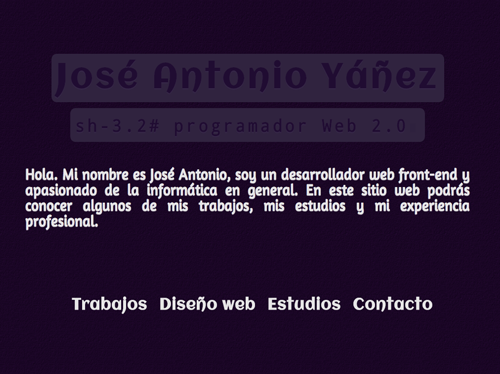 José Antonio Yáñez
sh-3.2# programador Web 2.0
Hola. Mi nombre es José Antonio, soy un desarrollador web front-end y
apasionado de la informática en general. En este sitio web podrás
conocer algunos de mis trabajos, mis estudios y mi experiencia
profesional.
Trabajos Diseño web Estudios Contacto